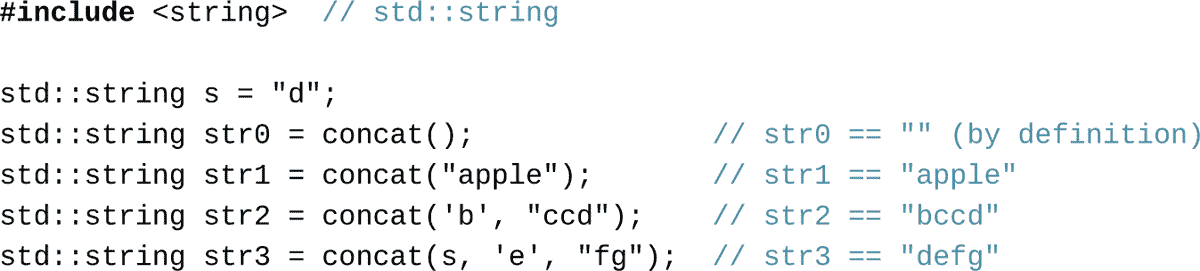 #include <string>  // std::string
std::string s = "d";
std::string str0 = concat();              // str0 == "" (by definition)
std::string str1 = concat("apple");       // str1 == "apple"
std::string str2 = concat('b', "ccd");    // str2 == "bccd"
std::string str3 = concat(s, 'e', "fg");  // str3 == "defg"